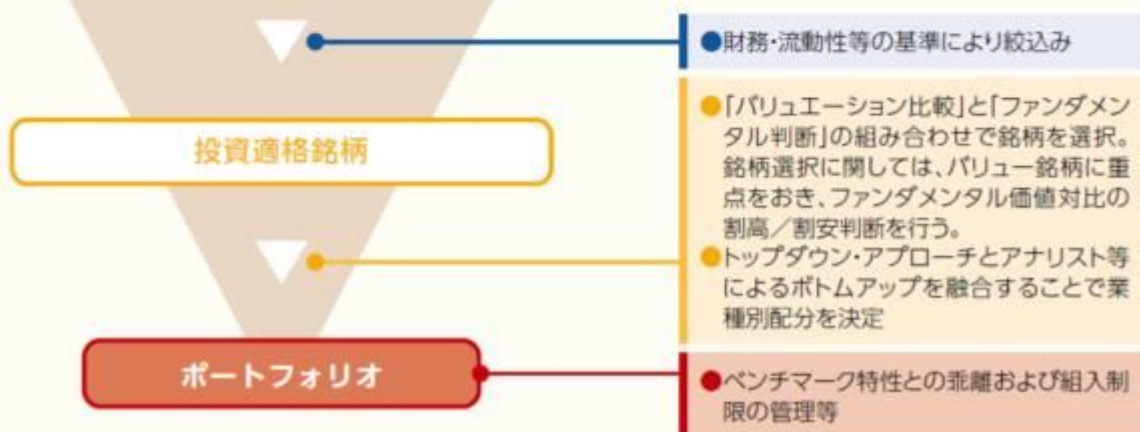 ●財務・流動性等の基準により絞込み
投資適格銘柄
●「バリュエーション比較」と「ファンダメン
タル判断」の組み合わせで銘柄を選択。
銘柄選択に関しては、バリュー銘柄に重
点をおき、ファンダメンタル価値対比の
割高／割安判断を行う。
●トップダウン・アプローチとアナリスト等
によるボトムアップを融合することで業
種別配分を決定
ポートフォリオ
●ベンチマーク特性との乖離および組入制
限の管理等